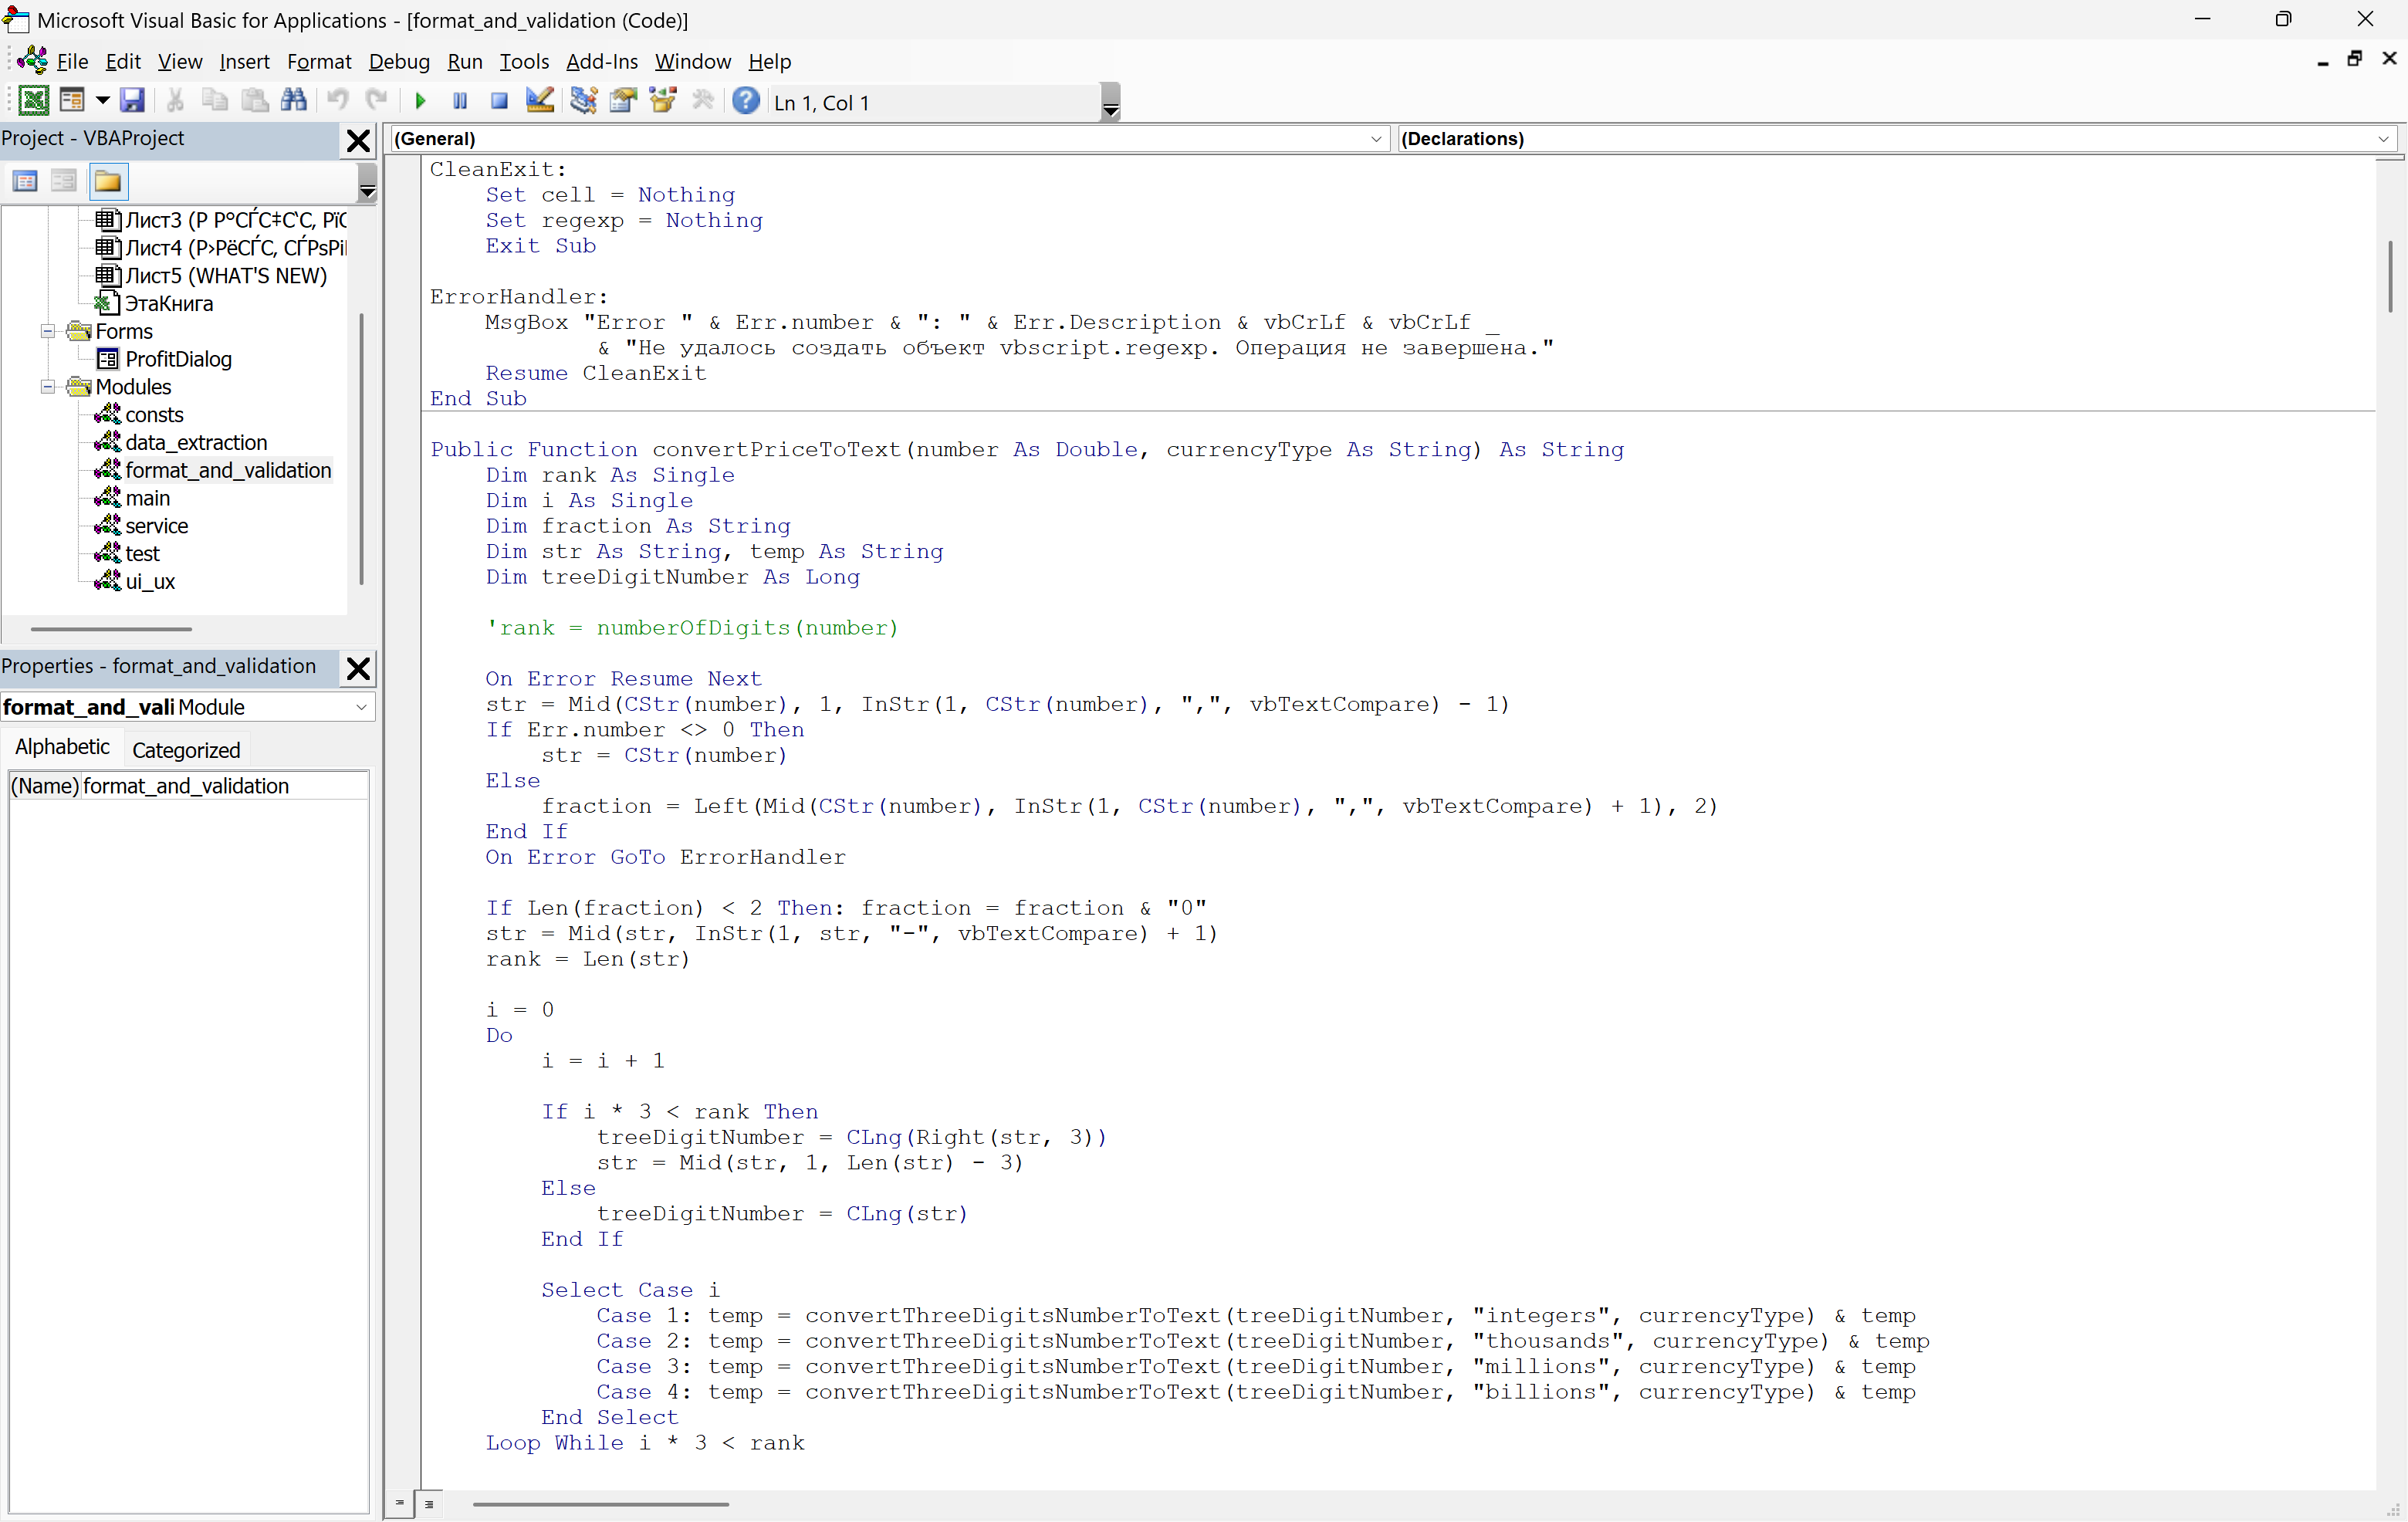 Microsoft Visual Basic for Applications - [format_and_validation (Code)]
File Edit View Insert Format Debug Run Tools Add-Ins Window Help
Ln 1, Col 1
Project - VBAProject
Лист3 (Р Р°СЃС‡С‘С‚, РїС
Лист4 (Р›РёСЃС‚, СЃРѕРі
Лист5 (WHAT'S NEW)
ЭтаКнига
Forms
ProfitDialog
Modules
consts
data_extraction
format_and_validation
main
service
test
ui_ux
Properties - format_and_validation
format_and_vali Module
Alphabetic Categorized
(Name) format_and_validation
(General) (Declarations)
CleanExit:
    Set cell = Nothing
    Set regexp = Nothing
    Exit Sub
ErrorHandler:
    MsgBox "Error " & Err.number & ": " & Err.Description & vbCrLf & vbCrLf _
            & "Не удалось создать объект vbscript.regexp. Операция не завершена."
    Resume CleanExit
End Sub
Public Function convertPriceToText(number As Double, currencyType As String) As String
    Dim rank As Single
    Dim i As Single
    Dim fraction As String
    Dim str As String, temp As String
    Dim treeDigitNumber As Long
    'rank = numberOfDigits(number)
    On Error Resume Next
    str = Mid(CStr(number), 1, InStr(1, CStr(number), ",", vbTextCompare) - 1)
    If Err.number <> 0 Then
        str = CStr(number)
    Else
        fraction = Left(Mid(CStr(number), InStr(1, CStr(number), ",", vbTextCompare) + 1), 2)
    End If
    On Error GoTo ErrorHandler
    If Len(fraction) < 2 Then: fraction = fraction & "0"
    str = Mid(str, InStr(1, str, "-", vbTextCompare) + 1)
    rank = Len(str)
    i = 0
    Do
        i = i + 1
        If i * 3 < rank Then
            treeDigitNumber = CLng(Right(str, 3))
            str = Mid(str, 1, Len(str) - 3)
        Else
            treeDigitNumber = CLng(str)
        End If
        Select Case i
            Case 1: temp = convertThreeDigitsNumberToText(treeDigitNumber, "integers", currencyType) & temp
            Case 2: temp = convertThreeDigitsNumberToText(treeDigitNumber, "thousands", currencyType) & temp
            Case 3: temp = convertThreeDigitsNumberToText(treeDigitNumber, "millions", currencyType) & temp
            Case 4: temp = convertThreeDigitsNumberToText(treeDigitNumber, "billions", currencyType) & temp
        End Select
    Loop While i * 3 < rank